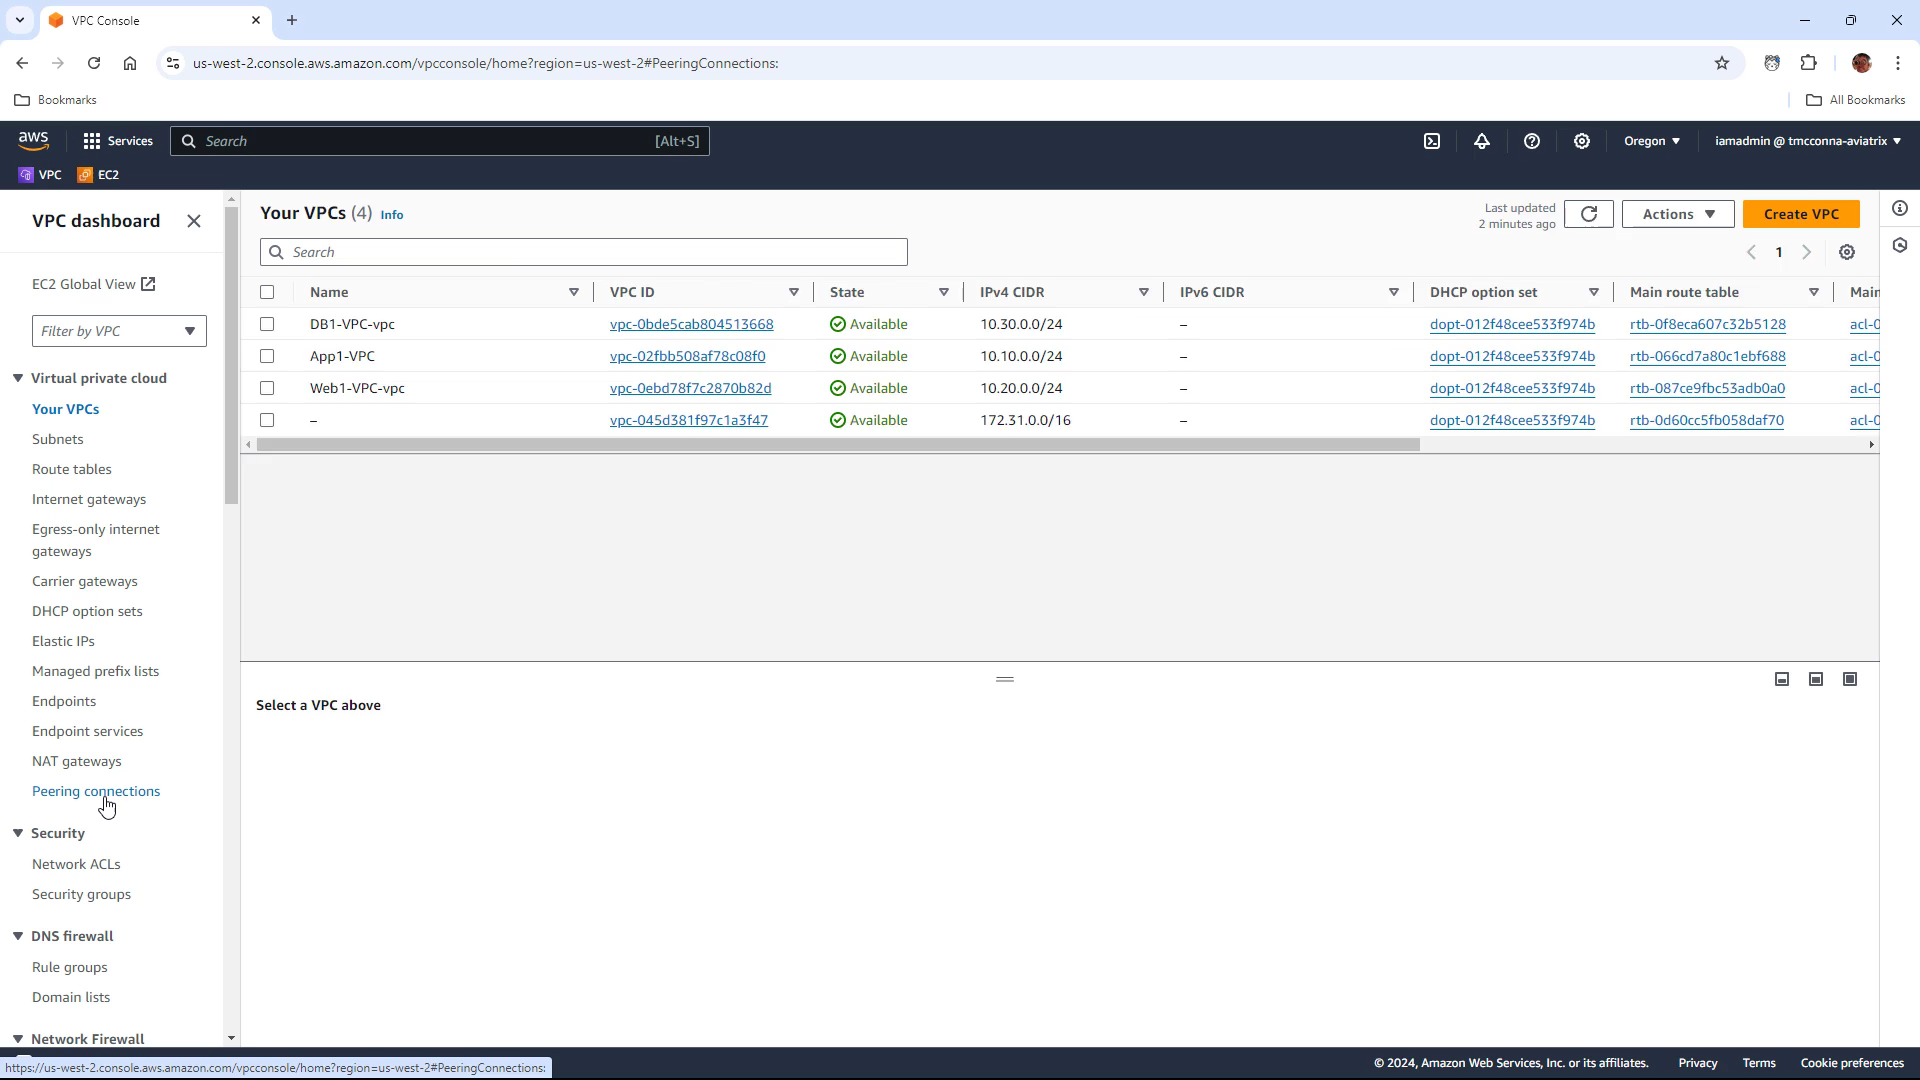 VPC Console
us-west-2.console.aws.amazon.com/vpcconsole/home?region=us-west-2#PeeringConnections:
Bookmarks
All Bookmarks
aws
Services
Search
[Alt+S]
Oregon
iamadmin @ tmcconna-aviatrix
VPC
EC2
VPC dashboard
EC2 Global View
Filter by VPC
Virtual private cloud
Your VPCs
Subnets
Route tables
Internet gateways
Egress-only internet
gateways
Carrier gateways
DHCP option sets
Elastic IPs
Managed prefix lists
Endpoints
Endpoint services
NAT gateways
Peering connections
Security
Network ACLs
Security groups
DNS firewall
Rule groups
Domain lists
Network Firewall
Your VPCs (4) Info
Last updated
2 minutes ago
Actions
Create VPC
Search
1
Name VPC ID State IPv4 CIDR IPv6 CIDR DHCP option set Main route table Main
DB1-VPC-vpc vpc-0bde5cab804513668 Available 10.30.0.0/24 – dopt-012f48cee533f974b rtb-0f8eca607c32b5128 acl-0
App1-VPC vpc-02fbb508af78c08f0 Available 10.10.0.0/24 – dopt-012f48cee533f974b rtb-066cd7a80c1ebf688 acl-0
Web1-VPC-vpc vpc-0ebd78f7c2870b82d Available 10.20.0.0/24 – dopt-012f48cee533f974b rtb-087ce9fbc53adb0a0 acl-0
– vpc-045d381f97c1a3f47 Available 172.31.0.0/16 – dopt-012f48cee533f974b rtb-0d60cc5fb058daf70 acl-0
Select a VPC above
https://us-west-2.console.aws.amazon.com/vpcconsole/home?region=us-west-2#PeeringConnections:
© 2024, Amazon Web Services, Inc. or its affiliates.
Privacy
Terms
Cookie preferences